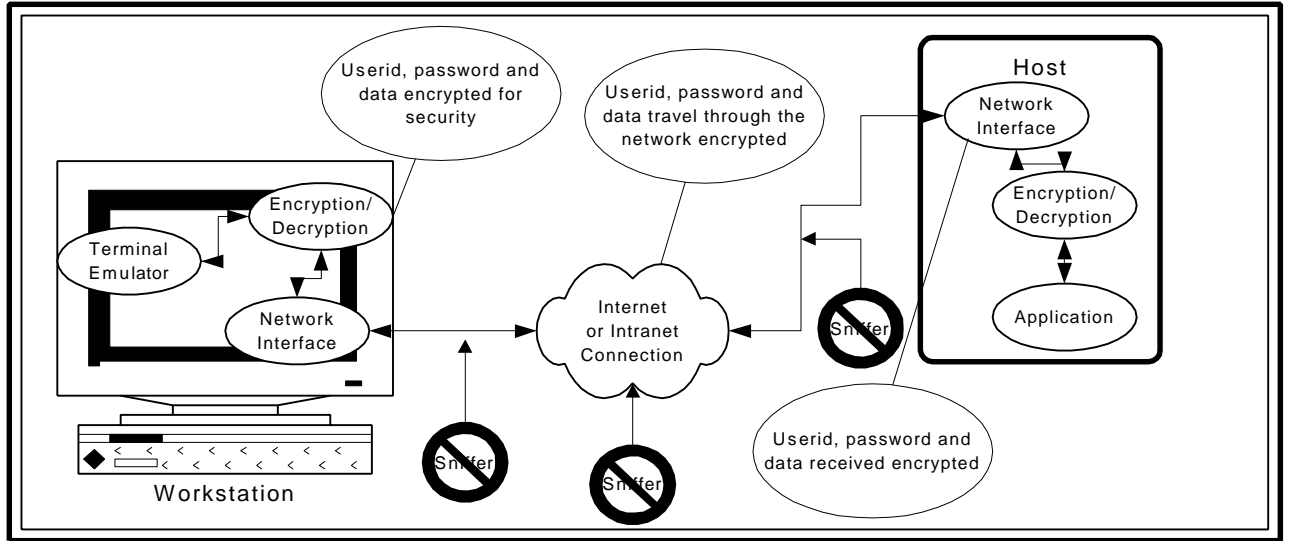 Userid, password and
data encrypted for
security
Userid, password and
data travel through the
network encrypted
Host
Network
Interface
Encryption/
Decryption
Application
Encryption/
Decryption
Terminal
Emulator
Network
Interface
Internet
or Intranet
Connection
Sniffer
Sniffer
Sniffer
Userid, password and
data received encrypted
Workstation